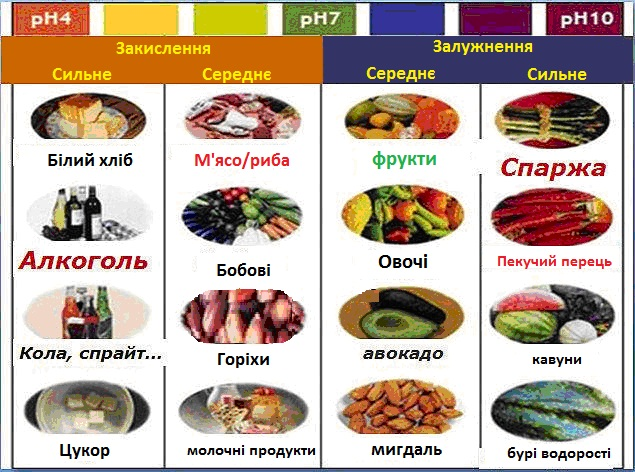 pH4 pH7 pH10
Закислення Залужнення
Сильне Середнє Середнє Сильне
Білий хліб М'ясо/риба фрукти Спаржа
Алкоголь Бобові Овочі Пекучий перець
Кола, спрайт... Горіхи авокадо кавуни
Цукор молочні продукти мигдаль бурі водорості